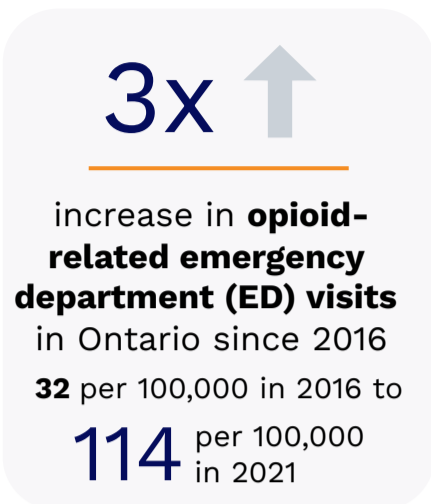 3x
increase in opioid-
related emergency
department (ED) visits
in Ontario since 2016
32 per 100,000 in 2016 to
114 per 100,000
in 2021